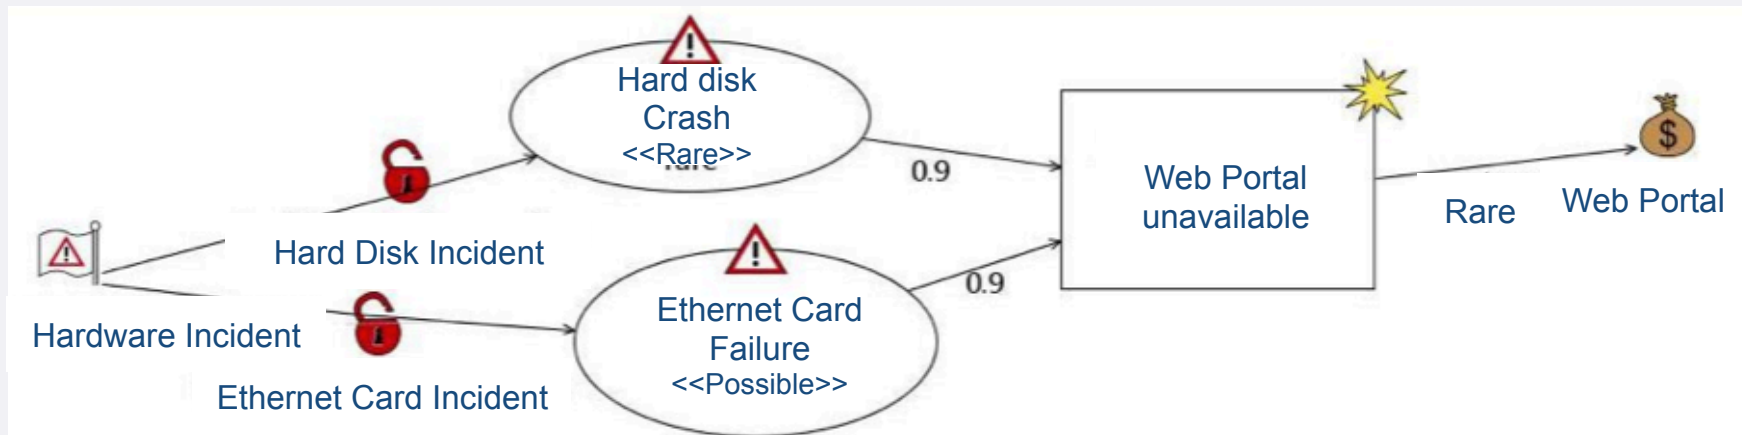 Hard disk
Crash
<<Rare>>
0.9
Web Portal
unavailable
$
Rare
Web Portal
Hard Disk Incident
0.9
Hardware Incident
Ethernet Card
Failure
<<Possible>>
Ethernet Card Incident